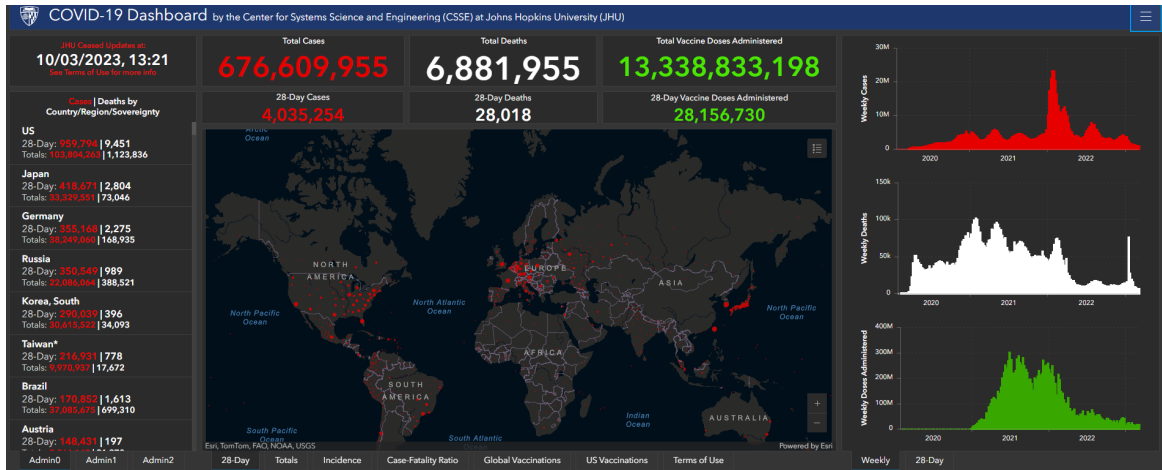 COVID-19 Dashboard by the Center for Systems Science and Engineering (CSSE) at Johns Hopkins University (JHU)
JHU Ceased Updates at:
10/03/2023, 13:21
See Terms of Use for more info
Total Cases
676,609,955
Total Deaths
6,881,955
Total Vaccine Doses Administered
13,338,833,198
28-Day Cases
4,035,254
28-Day Deaths
28,018
28-Day Vaccine Doses Administered
28,156,730
Cases | Deaths by
Country/Region/Sovereignty
US
28-Day: 959,794 | 9,451
Totals: 103,804,263 | 1,123,836
Japan
28-Day: 418,671 | 2,804
Totals: 33,329,551 | 73,046
Germany
28-Day: 355,168 | 2,275
Totals: 38,249,060 | 168,935
Russia
28-Day: 350,549 | 989
Totals: 22,086,064 | 388,521
Korea, South
28-Day: 290,039 | 396
Totals: 30,615,522 | 34,093
Taiwan*
28-Day: 216,931 | 778
Totals: 9,970,937 | 17,672
Brazil
28-Day: 170,852 | 1,613
Totals: 37,085,675 | 699,310
Austria
28-Day: 148,431 | 197
Admin0 Admin1 Admin2
Arctic
Ocean
NORTH
AMERICA
EUROPE
ASIA
North Pacific
Ocean
North Atlantic
Ocean
North Pacific
Ocean
AFRICA
SOUTH
AMERICA
Indian
Ocean
AUSTRALIA
South Pacific
Ocean
South Atlantic
Ocean
+
−
Esri, TomTom, FAO, NOAA, USGS
Powered by Esri
28-Day Totals Incidence Case-Fatality Ratio Global Vaccinations US Vaccinations Terms of Use
Weekly Cases
30M
20M
10M
0
2020 2021 2022
Weekly Deaths
150k
100k
50k
0
2020 2021 2022
Weekly Doses Administered
400M
300M
200M
100M
0
2020 2021 2022
Weekly 28-Day